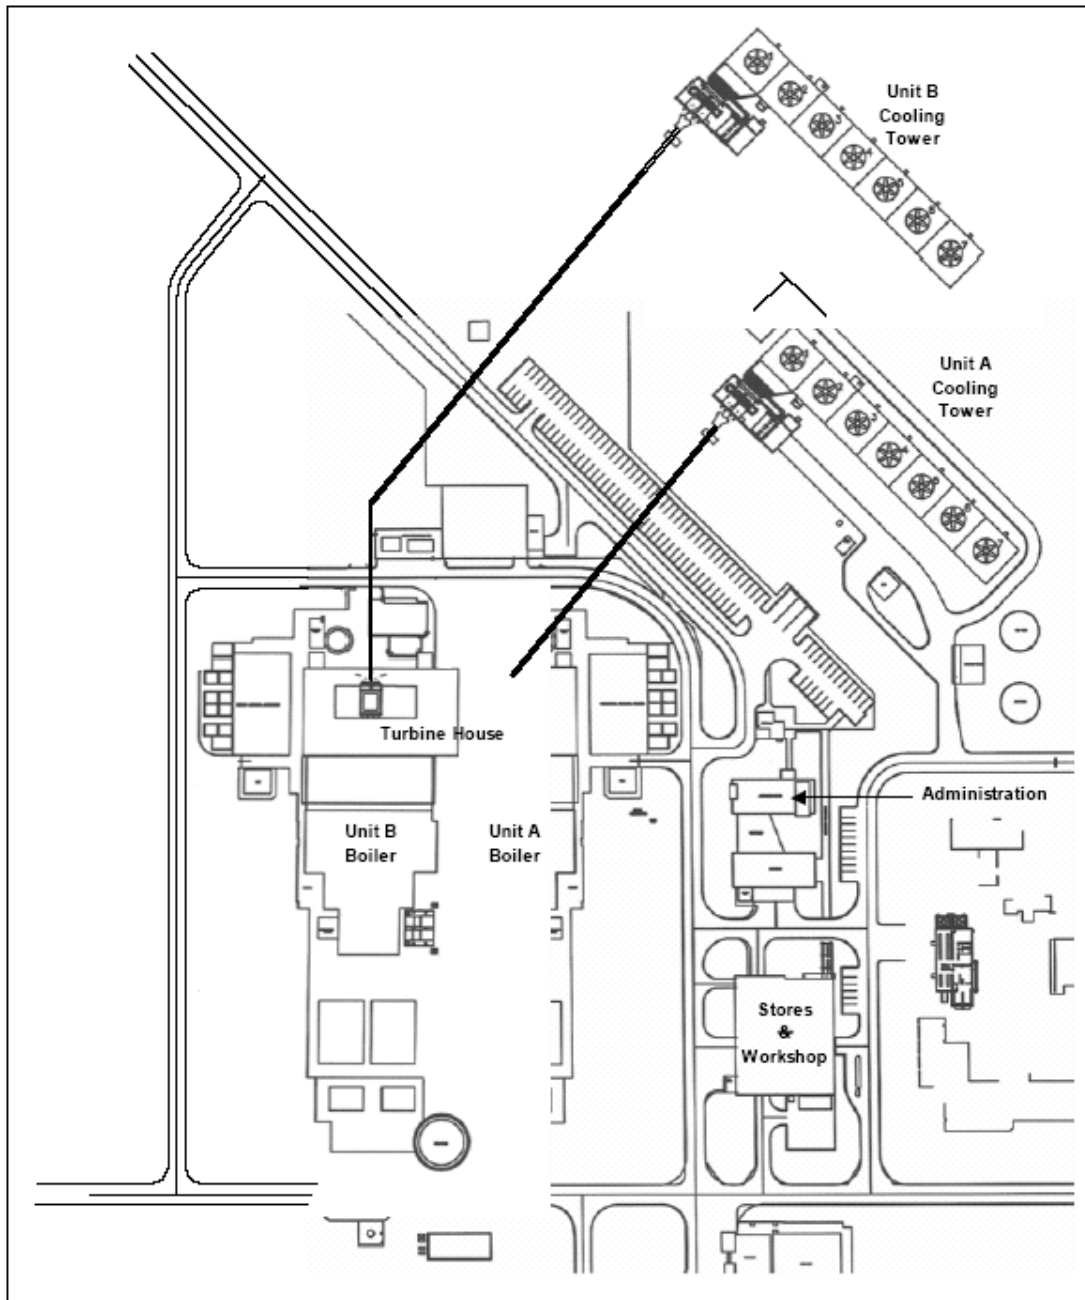 Unit B
Cooling
Tower
Unit A
Cooling
Tower
Turbine House
Administration
Unit B
Boiler
Unit A
Boiler
Stores
&
Workshop